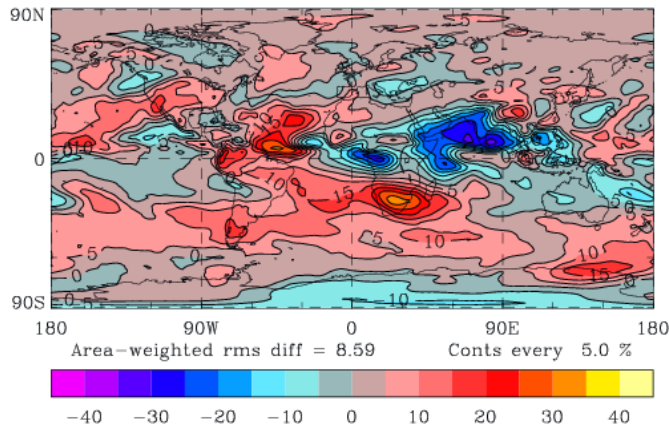 90N
0
90S
180 90W 0 90E 180
Area-weighted rms diff = 8.59 Conts every 5.0 %
-40 -30 -20 -10 0 10 20 30 40